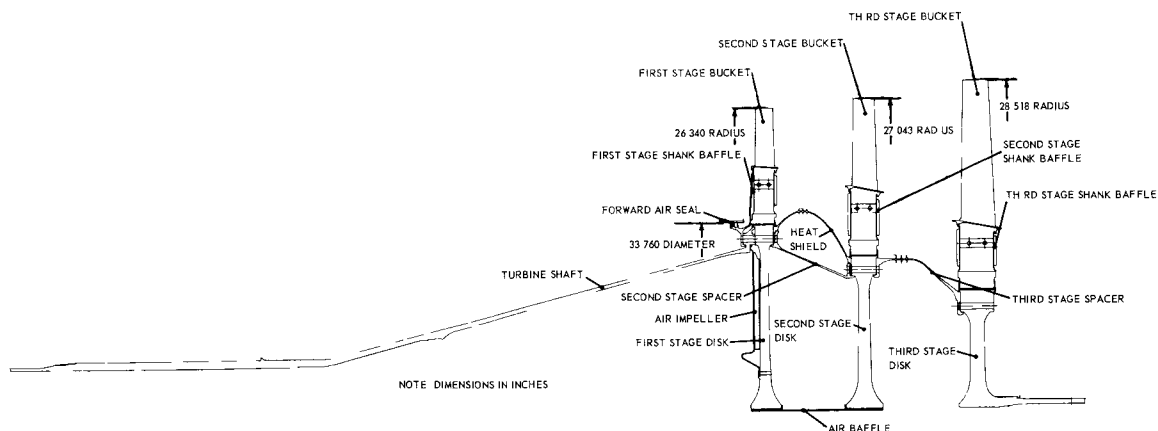 TH RD STAGE BUCKET
SECOND STAGE BUCKET
FIRST STAGE BUCKET
28 518 RADIUS
26 340 RADIUS
27 043 RAD US
FIRST STAGE SHANK BAFFLE
SECOND STAGE
SHANK BAFFLE
TH RD STAGE SHANK BAFFLE
FORWARD AIR SEAL
HEAT
SHIELD
33 760 DIAMETER
TURBINE SHAFT
SECOND STAGE SPACER
THIRD STAGE SPACER
AIR IMPELLER
SECOND STAGE
DISK
FIRST STAGE DISK
THIRD STAGE
DISK
NOTE DIMENSIONS IN INCHES
AIR BAFFLE